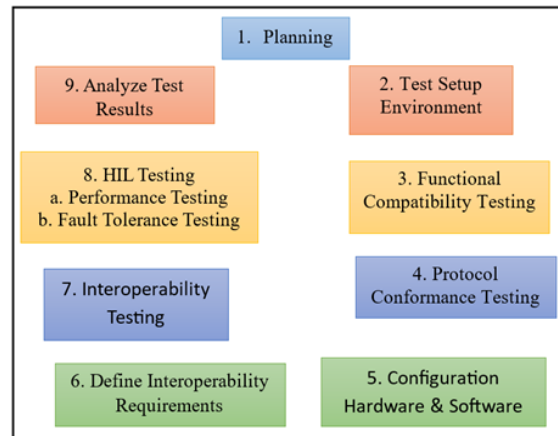 1. Planning
9. Analyze Test
Results
2. Test Setup
Environment
8. HIL Testing
a. Performance Testing
b. Fault Tolerance Testing
3. Functional
Compatibility Testing
7. Interoperability
Testing
4. Protocol
Conformance Testing
6. Define Interoperability
Requirements
5. Configuration
Hardware & Software